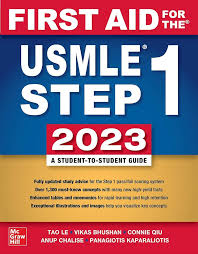 FIRST AID FOR THE®
USMLE
STEP 1
2023
A STUDENT-TO-STUDENT GUIDE
Fully updated study advice for the Step 1 pass/fail scoring system
Over 1,300 must-know concepts with many new high-yield facts
Enhanced tables and mnemonics for rapid learning and high retention
Exceptional illustrations and images help you visualize key concepts
Mc
Graw
Hill
TAO LE VIKAS BHUSHAN CONNIE QIU
ANUP CHALISE PANAGIOTIS KAPARALIOTIS